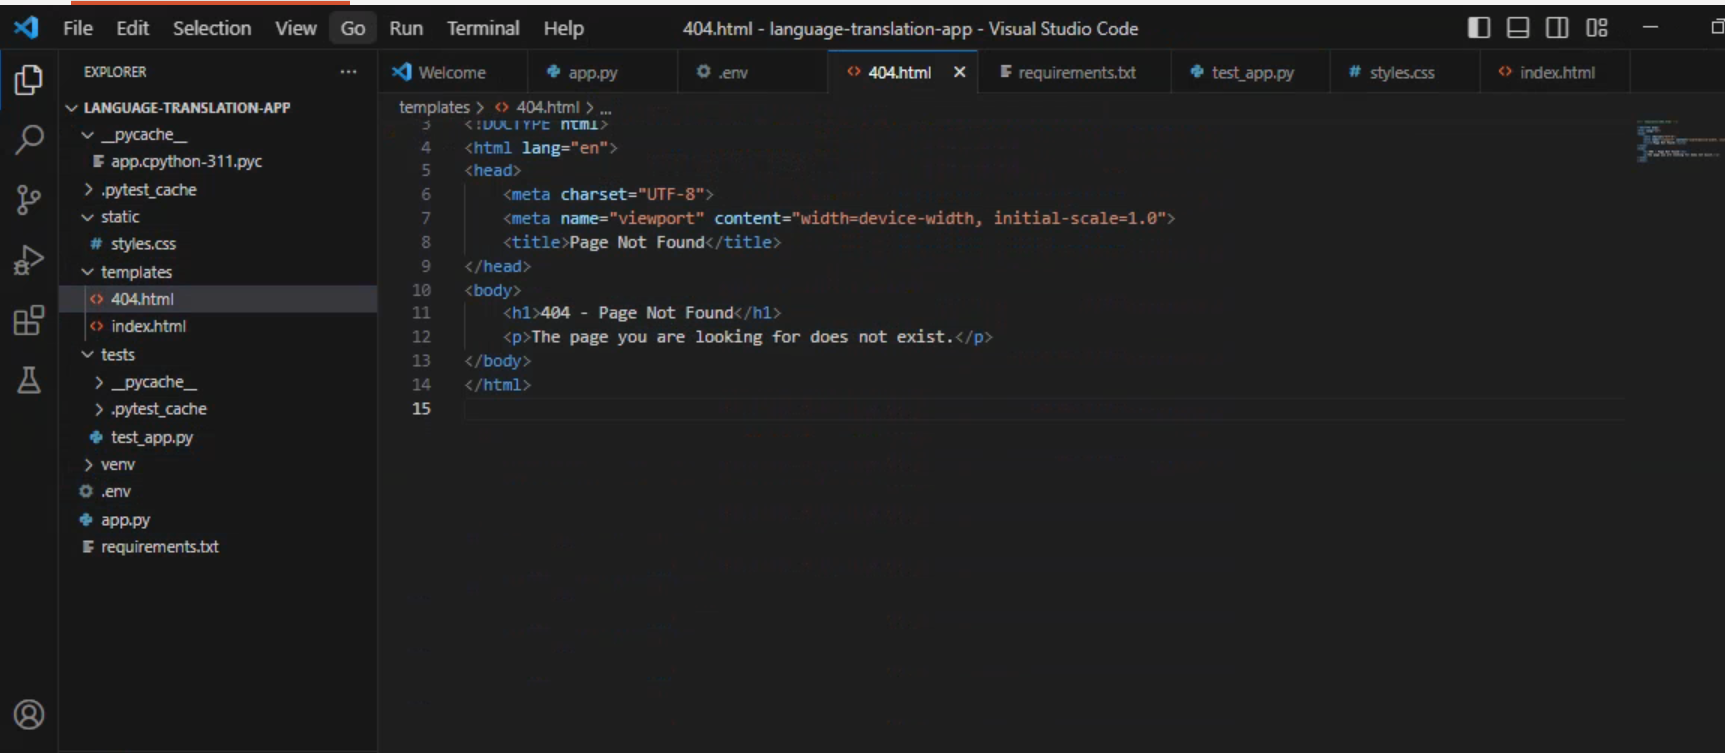 File Edit Selection View Go Run Terminal Help 404.html - language-translation-app - Visual Studio Code
EXPLORER ...
Welcome app.py .env 404.html requirements.txt test_app.py # styles.css index.html
LANGUAGE-TRANSLATION-APP
__pycache__
app.cpython-311.pyc
.pytest_cache
static
# styles.css
templates
404.html
index.html
tests
__pycache__
.pytest_cache
test_app.py
venv
.env
app.py
requirements.txt
templates > 404.html > ...
3 <!DOCTYPE html>
4 <html lang="en">
5 <head>
6     <meta charset="UTF-8">
7     <meta name="viewport" content="width=device-width, initial-scale=1.0">
8     <title>Page Not Found</title>
9 </head>
10 <body>
11     <h1>404 - Page Not Found</h1>
12     <p>The page you are looking for does not exist.</p>
13 </body>
14 </html>
15